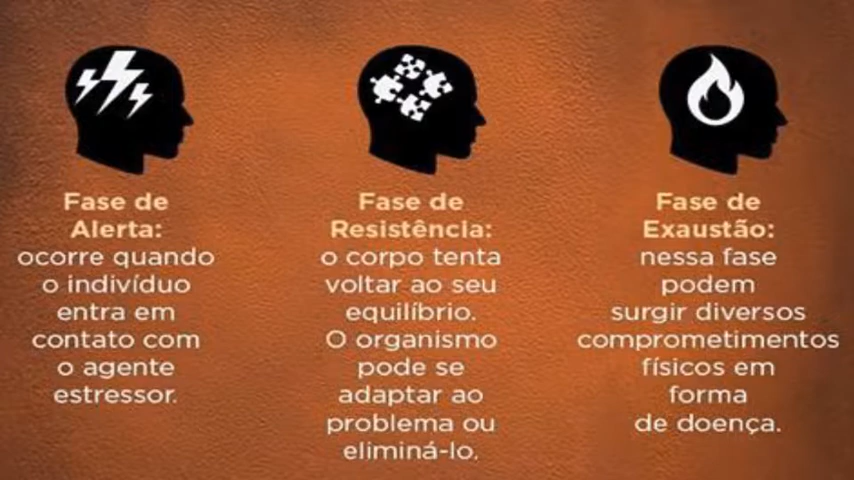 Fase de
Alerta:
ocorre quando
o indivíduo
entra em
contato com
o agente
estressor.
Fase de
Resistência:
o corpo tenta
voltar ao seu
equilíbrio.
O organismo
pode se
adaptar ao
problema ou
eliminá-lo.
Fase de
Exaustão:
nessa fase
podem
surgir diversos
comprometimentos
físicos em
forma
de doença.